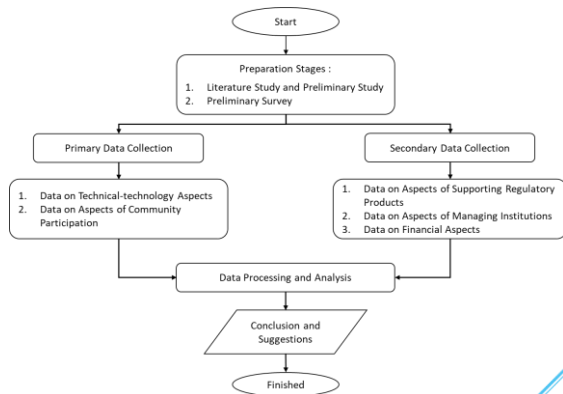 Start
Preparation Stages :
1. Literature Study and Preliminary Study
2. Preliminary Survey
Primary Data Collection
Secondary Data Collection
1. Data on Technical-technology Aspects
2. Data on Aspects of Community
Participation
1. Data on Aspects of Supporting Regulatory
Products
2. Data on Aspects of Managing Institutions
3. Data on Financial Aspects
Data Processing and Analysis
Conclusion and
Suggestions
Finished